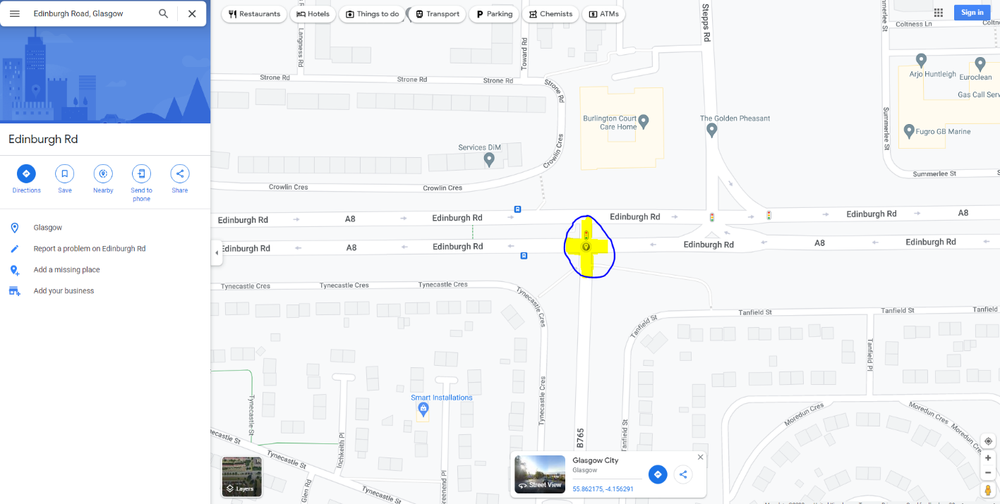 Edinburgh Road, Glasgow
Restaurants
Hotels
Things to do
Transport
Parking
Chemists
ATMs
Sign in
Edinburgh Rd
Directions
Save
Nearby
Send to
phone
Share
Glasgow
Report a problem on Edinburgh Rd
Add a missing place
Add your business
Langness Rd
Toward Rd
Stepps Rd
Summerlee St
Coltness Ln
Coltn
Strone Rd
Strone Rd
Strone Rd
Strone Rd
Arjo Huntleigh
Euroclean
Gas Call Serv
Burlington Court
Care Home
The Golden Pheasant
Fugro GB Marine
Summerlee St
Services DiM
Crowlin Cres
Summerlee St
Crowlin Cres
Crowlin Cres
Edinburgh Rd
A8
Edinburgh Rd
Edinburgh Rd
Edinburgh Rd
A8
Edinburgh Rd
A8
Edinburgh Rd
Edinburgh Rd
A8
Edinburgh Rd
Tynecastle Cres
Tynecastle Cres
Tynecastle Cres
Tynecastle Cres
Tanfield St
Tanfield St
Tanfield
Tanfield St
Tanfield Pl
Tynecastle Cres
Smart Installations
Tynecastle St
Moredun Cres
Moredun Cres
Moredun Cres
Tanfield St
B765
Inchkeith Pl
necastle St
Tynecastle St
Tynecastle St
Glen Rd
Greenend Pl
Layers
Street View
Glasgow City
Glasgow
55.862175, -4.156291